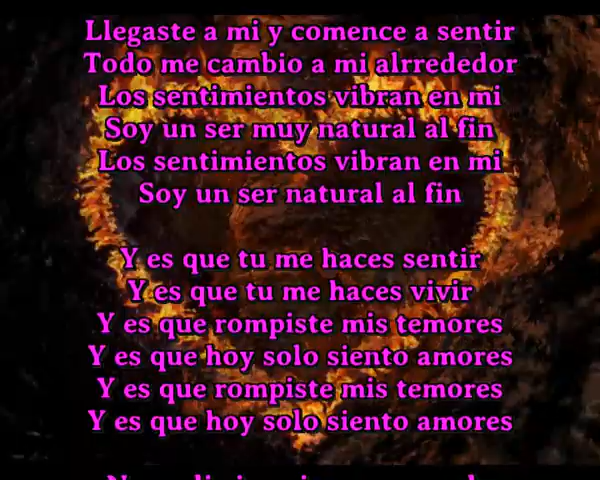 Llegaste a mi y comence a sentir
Todo me cambio a mi alrrededor
Los sentimientos vibran en mi
Soy un ser muy natural al fin
Los sentimientos vibran en mi
Soy un ser natural al fin
Y es que tu me haces sentir
Y es que tu me haces vivir
Y es que rompiste mis temores
Y es que hoy solo siento amores
Y es que rompiste mis temores
Y es que hoy solo siento amores